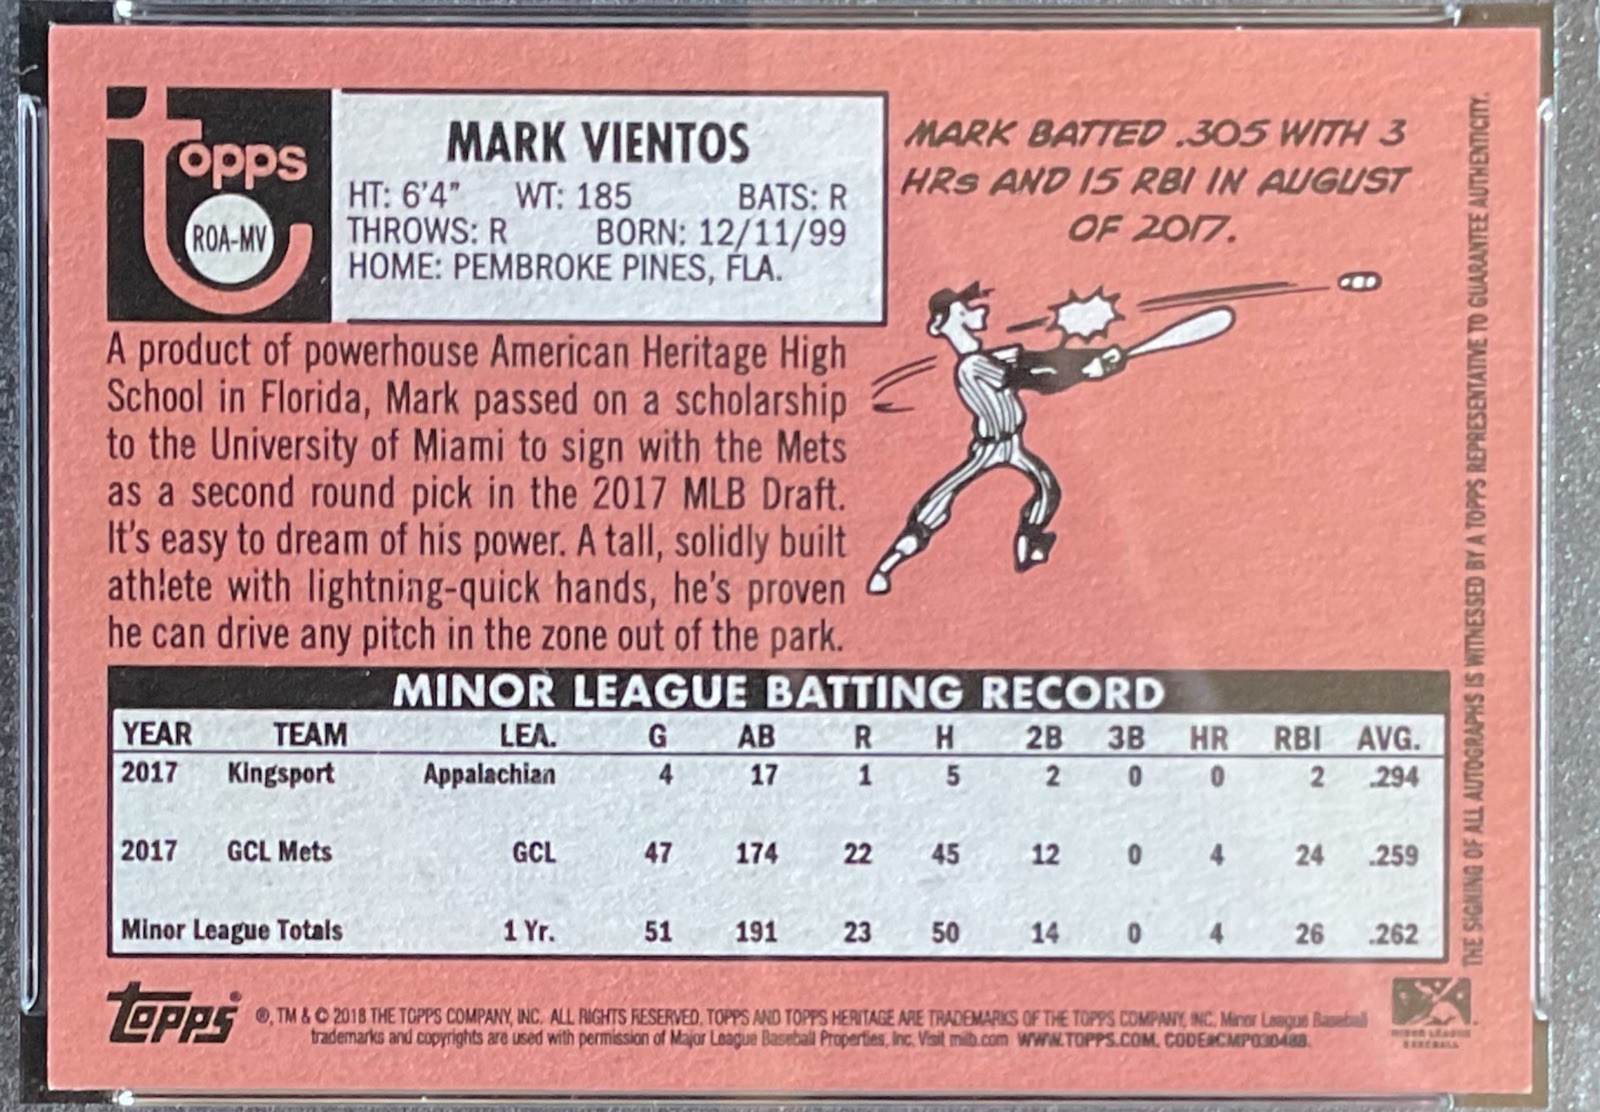 topps
ROA-MV
MARK VIENTOS
HT: 6'4" WT: 185 BATS: R
THROWS: R BORN: 12/11/99
HOME: PEMBROKE PINES, FLA.
MARK BATTED .305 WITH 3
HRs AND 15 RBI IN AUGUST
OF 2017.
A product of powerhouse American Heritage High
School in Florida, Mark passed on a scholarship
to the University of Miami to sign with the Mets
as a second round pick in the 2017 MLB Draft.
It's easy to dream of his power. A tall, solidly built
athlete with lightning-quick hands, he's proven
he can drive any pitch in the zone out of the park.
MINOR LEAGUE BATTING RECORD
YEAR TEAM LEA. G AB R H 2B 3B HR RBI AVG.
2017 Kingsport Appalachian 4 17 1 5 2 0 0 2 .294
2017 GCL Mets GCL 47 174 22 45 12 0 4 24 .259
Minor League Totals 1 Yr. 51 191 23 50 14 0 4 26 .262
THE SIGNING OF ALL AUTOGRAPHS IS WITNESSED BY A TOPPS REPRESENTATIVE TO GUARANTEE AUTHENTICITY.
Topps®
®, TM & © 2018 THE TOPPS COMPANY, INC. ALL RIGHTS RESERVED. TOPPS AND TOPPS HERITAGE ARE TRADEMARKS OF THE TOPPS COMPANY, INC. Minor League Baseball
trademarks and copyrights are used with permission of Major League Baseball Properties, Inc. Visit milb.com WWW.TOPPS.COM. CODE#CMP030488.
MINOR LEAGUE
BASEBALL